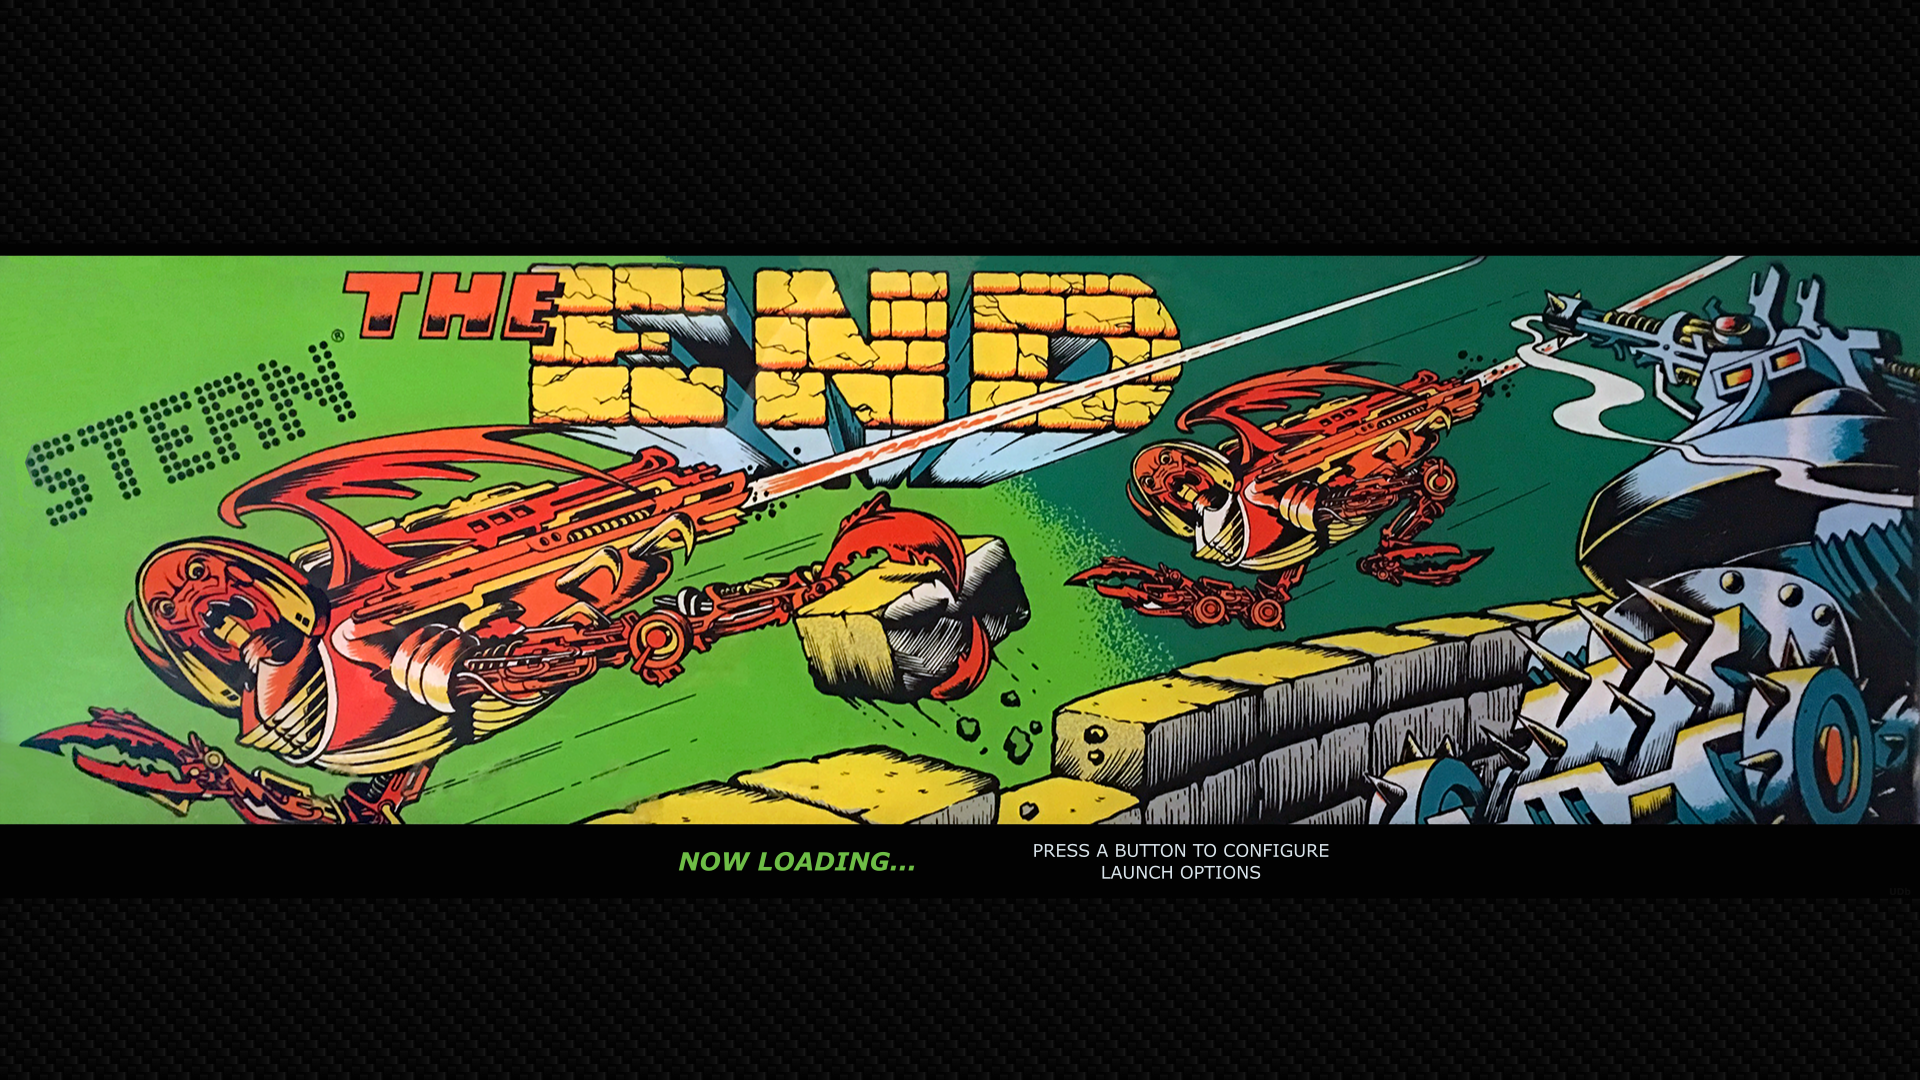 STERN®
THE END
NOW LOADING...
PRESS A BUTTON TO CONFIGURE
LAUNCH OPTIONS